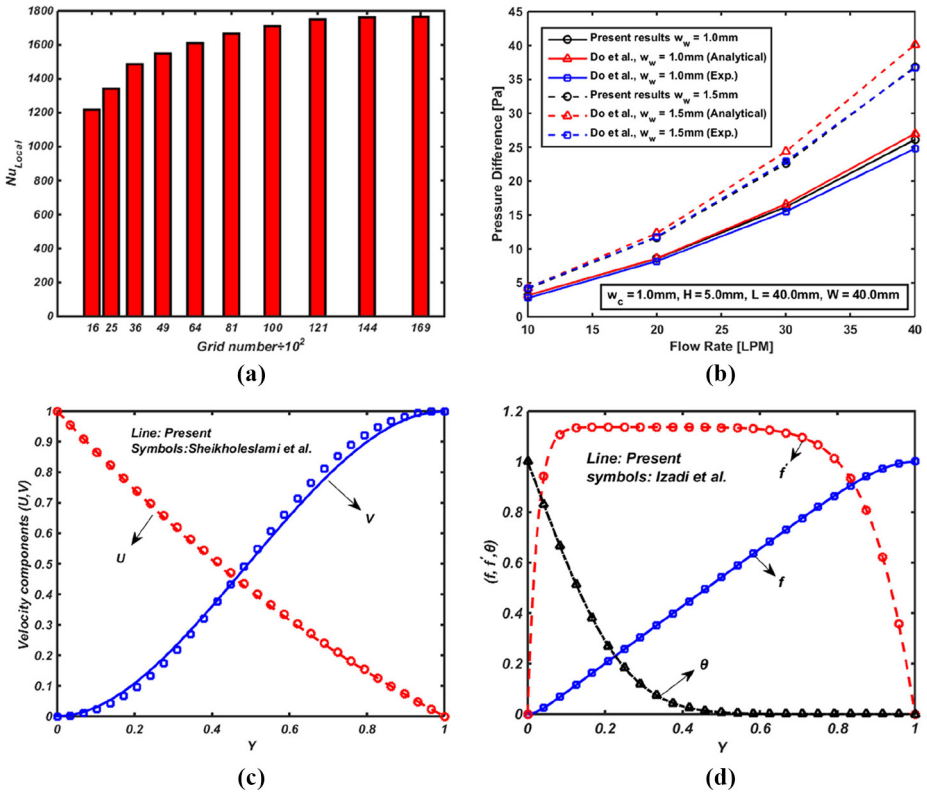 1800
1600
1400
1200
1000
800
600
400
200
0
Nu_Local
16 25 36 49 64 81 100 121 144 169
Grid number÷10²
(a)
45
40
35
30
25
20
15
10
5
0
Pressure Difference [Pa]
Present results w_w = 1.0mm
Do et al., w_w = 1.0mm (Analytical)
Do et al., w_w = 1.0mm (Exp.)
Present results w_w = 1.5mm
Do et al., w_w = 1.5mm (Analytical)
Do et al., w_w = 1.5mm (Exp.)
w_c = 1.0mm, H = 5.0mm, L = 40.0mm, W = 40.0mm
10 15 20 25 30 35 40
Flow Rate [LPM]
(b)
1
0.9
0.8
0.7
0.6
0.5
0.4
0.3
0.2
0.1
0
Velocity components (U,V)
Line: Present
Symbols:Sheikholeslami et al.
V
U
0 0.2 0.4 0.6 0.8 1
Y
(c)
1.2
1
0.8
0.6
0.4
0.2
0
(f, f ,θ)
Line: Present
symbols: Izadi et al.
f'
f
θ
0 0.2 0.4 0.6 0.8 1
Y
(d)